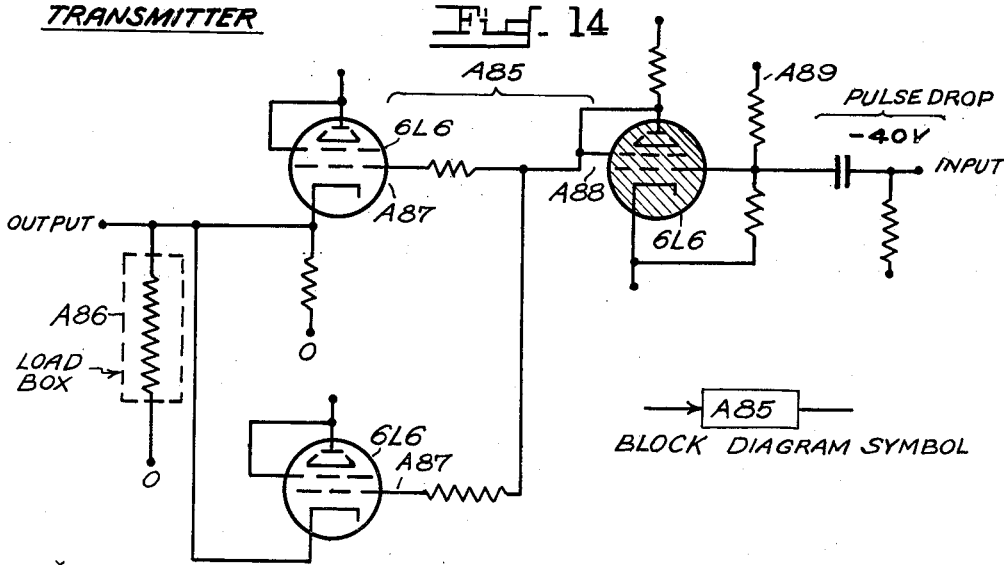 TRANSMITTER
Fig. 14
A85
A89
PULSE DROP
-40V
6L6
INPUT
A88
A87
6L6
OUTPUT
A86
O
LOAD
BOX
A85
6L6
BLOCK DIAGRAM SYMBOL
A87
O